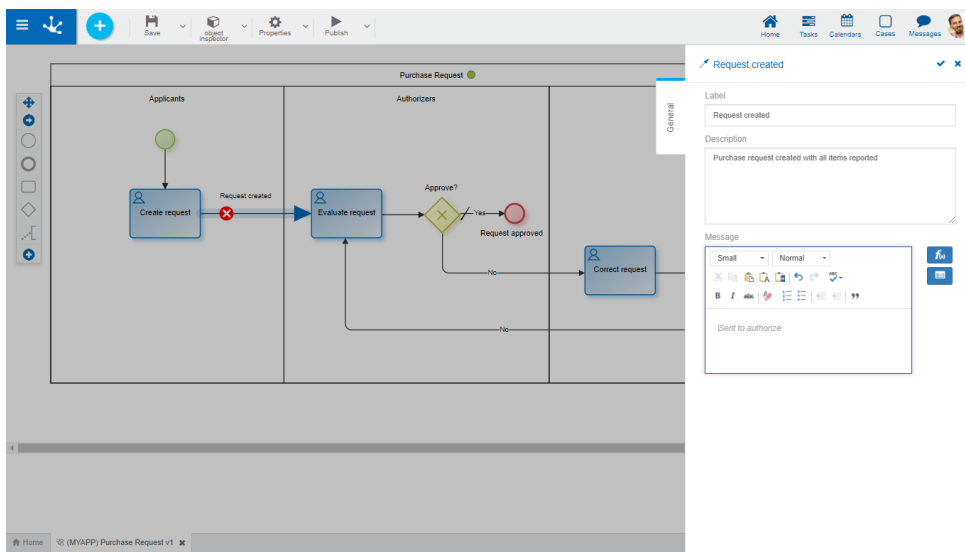 Save
object inspector
Properties
Publish
Home
Tasks
Calendars
Cases
Messages
Purchase Request
Applicants
Authorizers
Create request
Request created
Evaluate request
Approve?
Yes
Request approved
No
Correct request
No
General
Request created
Label
Request created
Description
Purchase request created with all items reported
Message
Small
Normal
ABC
B I abc
f(x)
Sent to authorize
Home
(MYAPP) Purchase Request v1